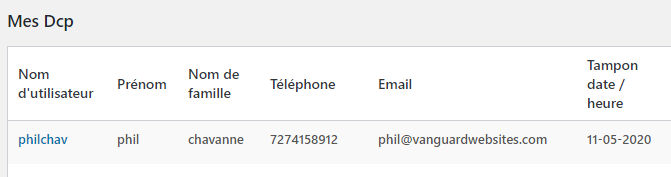 Mes Dcp
Nom d'utilisateur Prénom Nom de famille Téléphone Email Tampon date / heure
philchav phil chavanne 7274158912 phil@vanguardwebsites.com 11-05-2020